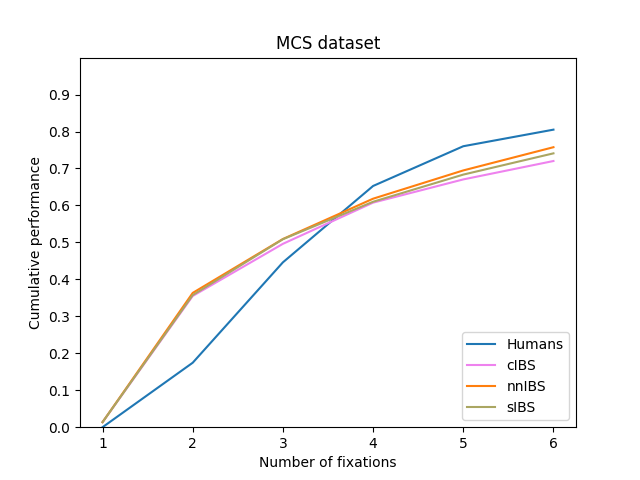 MCS dataset
Cumulative performance
0.9
0.8
0.7
0.6
0.5
0.4
0.3
0.2
0.1
0.0
1 2 3 4 5 6
Number of fixations
Humans
cIBS
nnIBS
sIBS